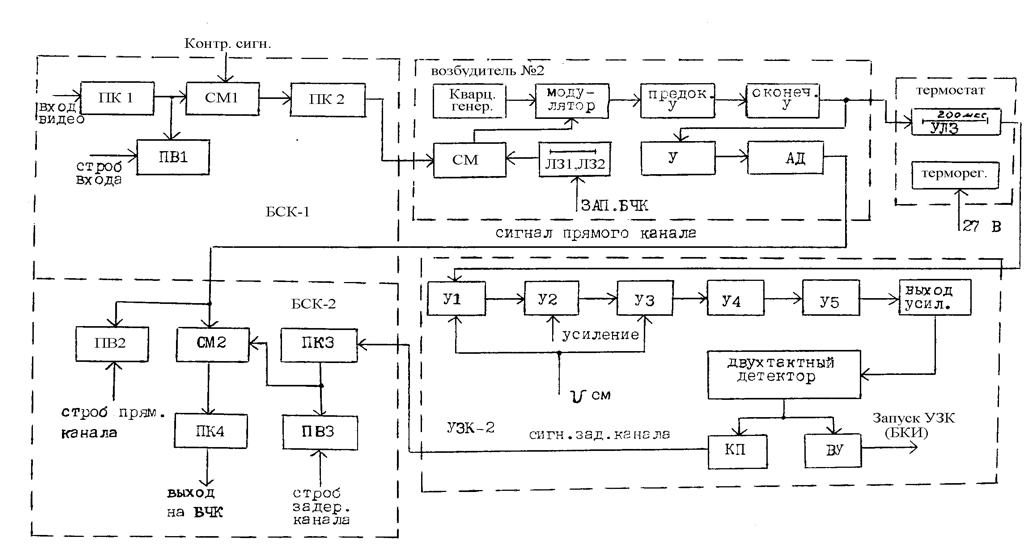 Контр. сигн.
ПК 1
СМ1
ПК 2
вход
видео
ПВ1
строб
входа
БСК-1
возбудитель №2
Кварц.
генер.
моду-
лятор
предок.
У
оконеч.
У
СМ
ЛЗ1,ЛЗ2
У
АД
ЗАП.БЧК
термостат
200мкс
УЛЗ
терморег.
27 В
сигнал прямого канала
БСК-2
ПВ2
СМ2
ПК3
строб прям.
канала
ПК4
ПВ3
выход
на БЧК
строб
задер.
канала
У1
У2
У3
У4
У5
выход
усил.
усиление
U см
двухтактный
детектор
УЗК-2
сигн.зад.канала
КП
ВУ
Запуск УЗК
(БКИ)